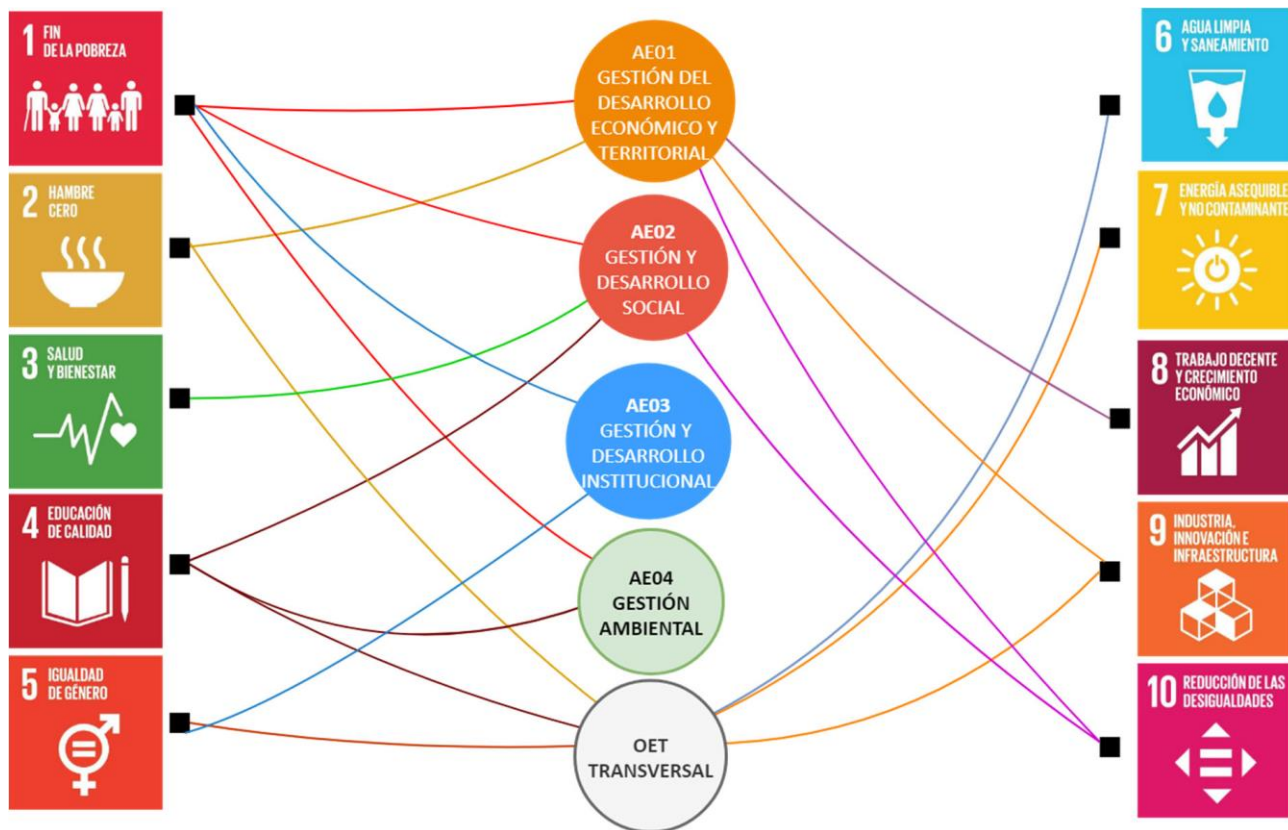 1 FIN
DE LA POBREZA
2 HAMBRE
CERO
3 SALUD
Y BIENESTAR
4 EDUCACIÓN
DE CALIDAD
5 IGUALDAD
DE GÉNERO
AE01
GESTIÓN DEL
DESARROLLO
ECONÓMICO Y
TERRITORIAL
AE02
GESTIÓN Y
DESARROLLO
SOCIAL
AE03
GESTIÓN Y
DESARROLLO
INSTITUCIONAL
AE04
GESTIÓN
AMBIENTAL
OET
TRANSVERSAL
6 AGUA LIMPIA
Y SANEAMIENTO
7 ENERGÍA ASEQUIBLE
Y NO CONTAMINANTE
8 TRABAJO DECENTE
Y CRECIMIENTO
ECONÓMICO
9 INDUSTRIA,
INNOVACIÓN E
INFRAESTRUCTURA
10 REDUCCIÓN DE LAS
DESIGUALDADES